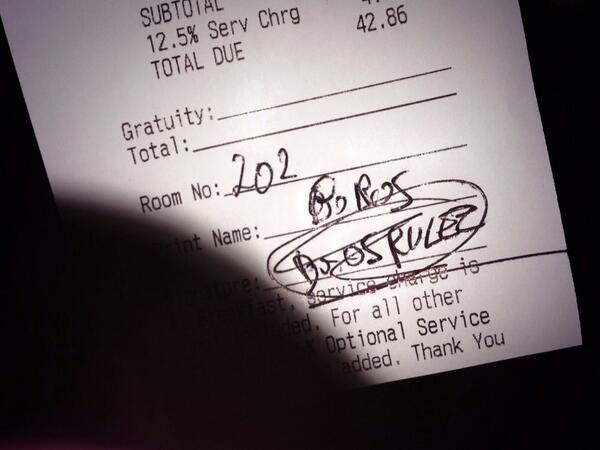 SUBTOTAL
12.5% Serv Chrg
TOTAL DUE 42.86
Gratuity:
Total:
Room No: 202
Print Name:
RULEZ
service charge is
For all other
Optional Service
added. Thank You